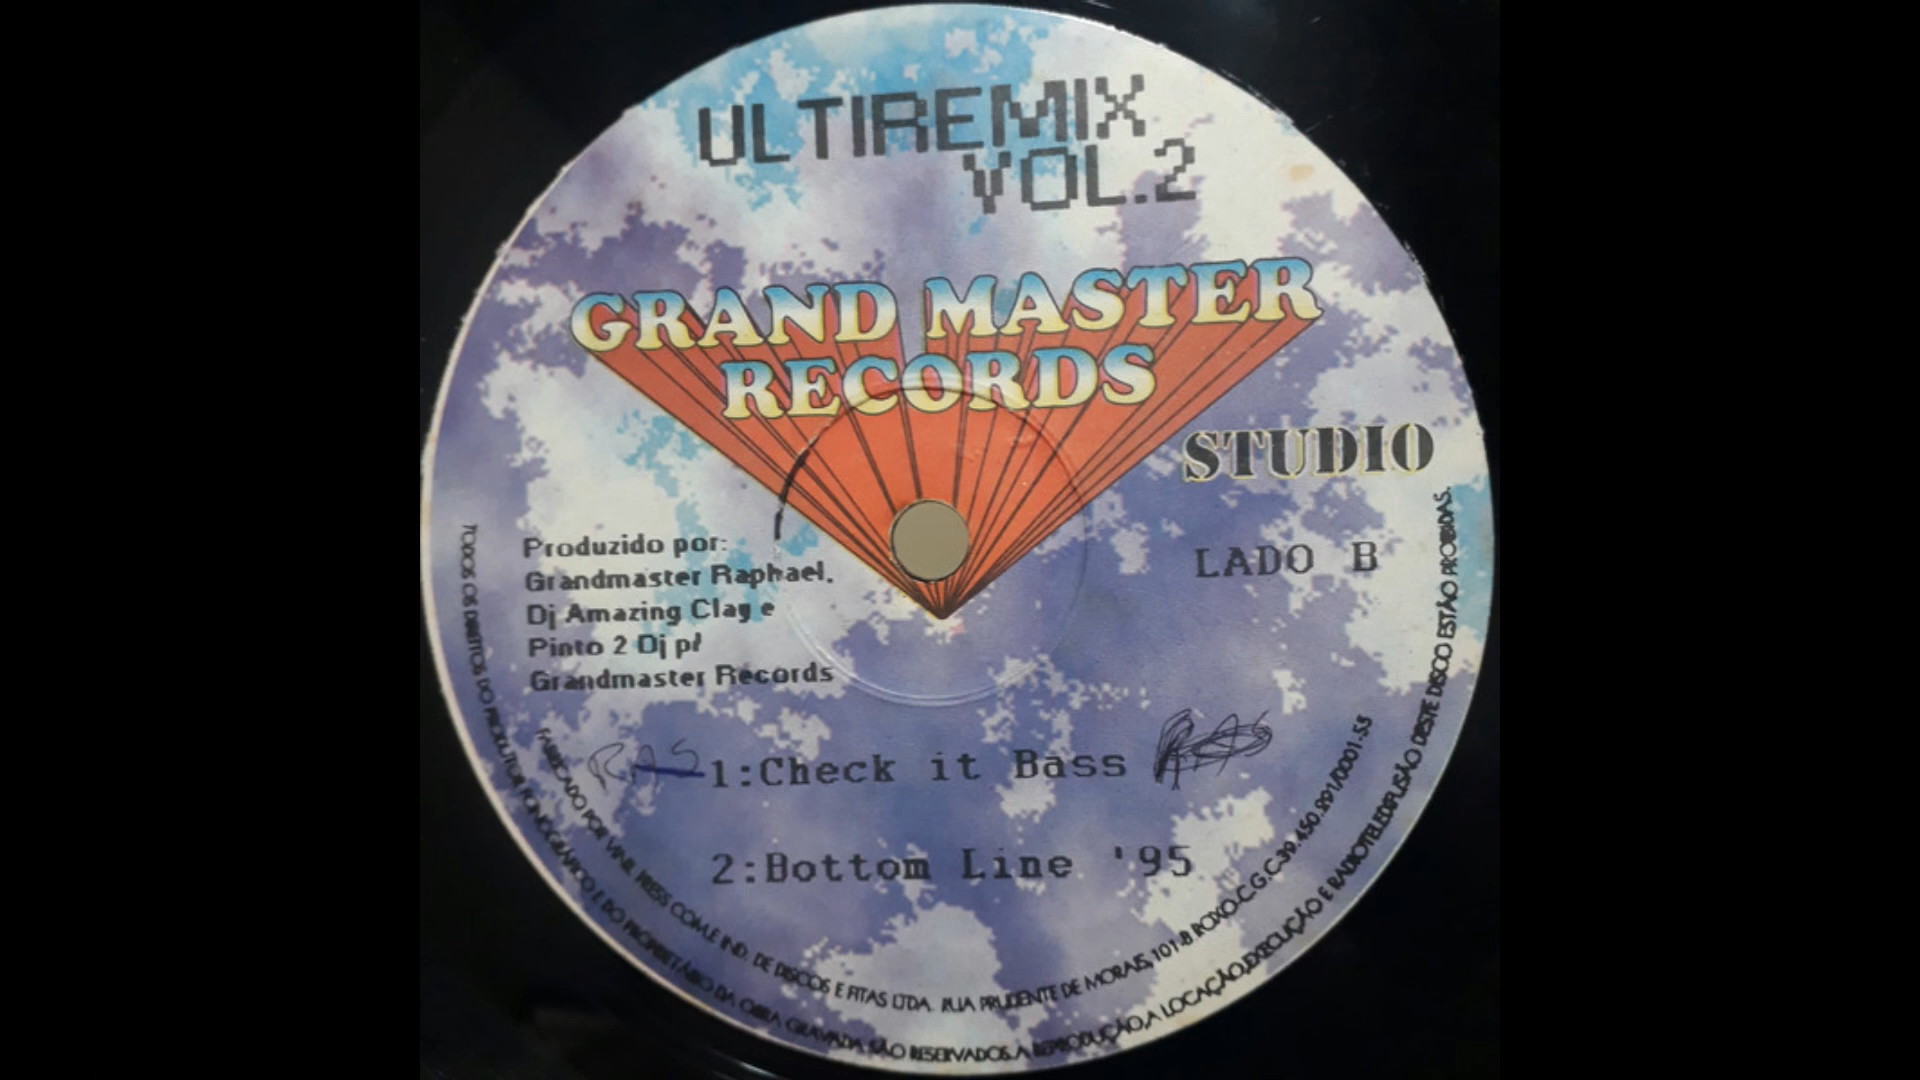 ULTIREMIX
VOL.2
GRAND MASTER
RECORDS
STUDIO
LADO B
Produzido por:
Grandmaster Raphael,
Dj Amazing Clay e
Pinto 2 Dj p/
Grandmaster Records
RAS
1:Check it Bass
2:Bottom Line '95
FABRICADO POR VINIL PRESS COM.E IND. DE DISCOS E FITAS LTDA. RUA PRUDENTE DE MORAIS, 101-B ROXO-C.G.C-39.450.291/0001-55
TODOS OS DIREITOS DO PRODUTOR FONOGRÁFICO E DO PROPRIETÁRIO DA OBRA GRAVADA SÃO RESERVADOS. A REPRODUÇÃO, A LOCAÇÃO, EXECUÇÃO E RADIOTELEDIFUSÃO DESTE DISCO ESTÃO PROIBIDAS.